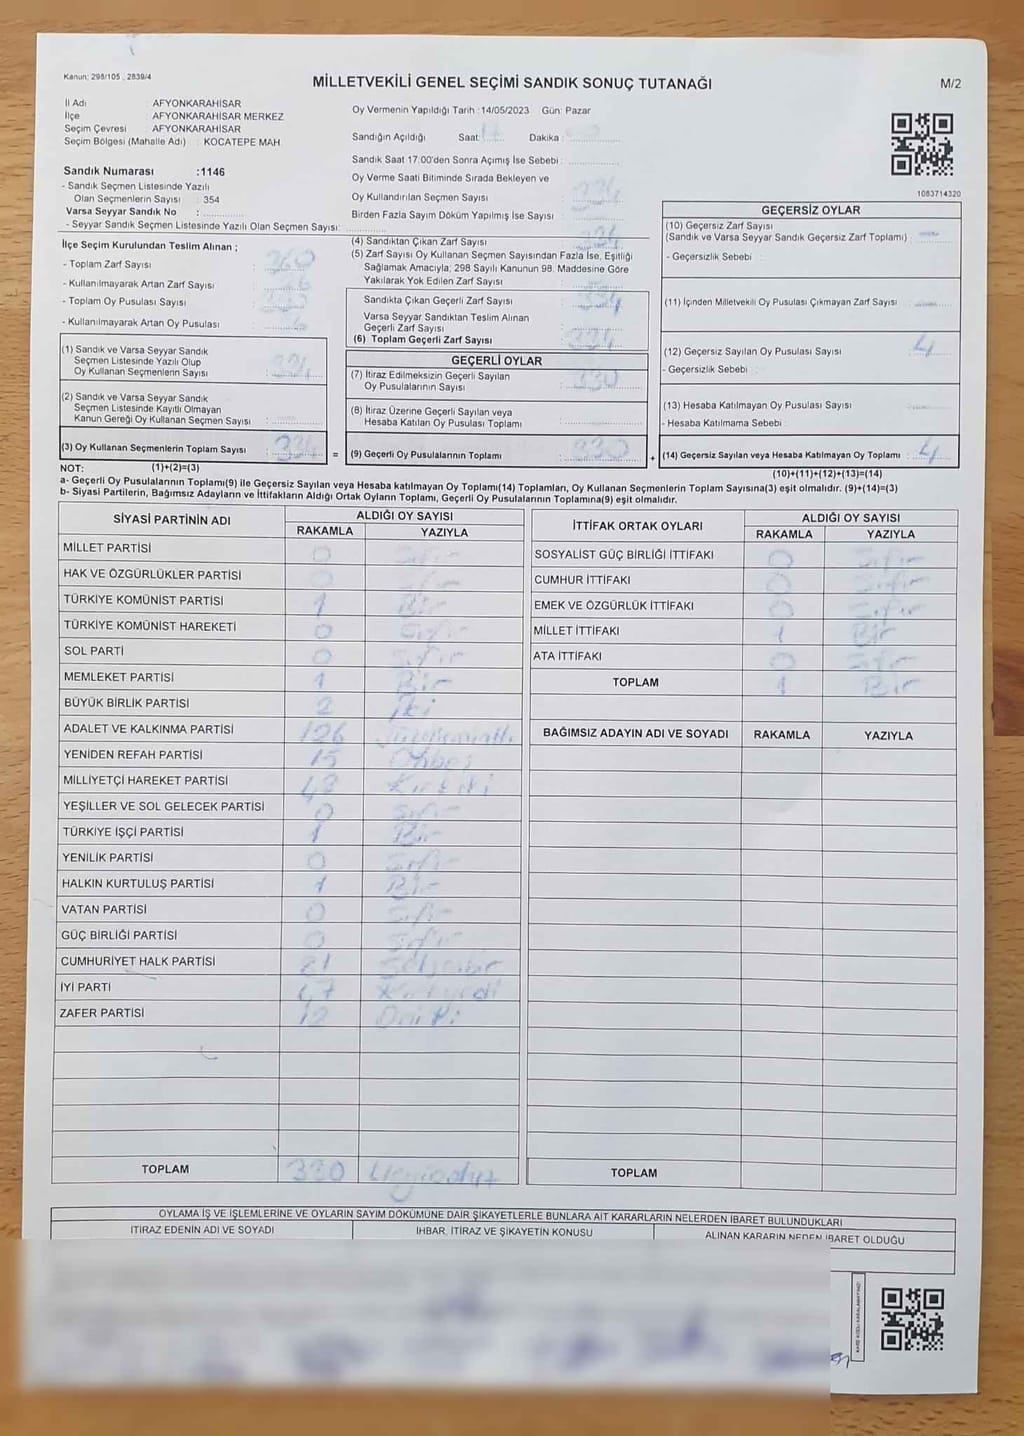 Kanun; 298/105 , 2839/4
MİLLETVEKİLİ GENEL SEÇİMİ SANDIK SONUÇ TUTANAĞI
M/2
İl Adı : AFYONKARAHİSAR
İlçe : AFYONKARAHİSAR MERKEZ
Seçim Çevresi : AFYONKARAHİSAR
Seçim Bölgesi (Mahalle Adı) : KOCATEPE MAH.
Sandık Numarası :1146
- Sandık Seçmen Listesinde Yazılı
Olan Seçmenlerin Sayısı : 354
Varsa Seyyar Sandık No :
- Seyyar Sandık Seçmen Listesinde Yazılı Olan Seçmen Sayısı:
Oy Vermenin Yapıldığı Tarih :14/05/2023 Gün: Pazar
Sandığın Açıldığı Saat: 17 Dakika :
Sandık Saat 17:00'den Sonra Açımış İse Sebebi :
Oy Verme Saati Bitiminde Sırada Bekleyen ve
Oy Kullandırılan Seçmen Sayısı : 334
Birden Fazla Sayım Döküm Yapılmış İse Sayısı :
1083714320
İlçe Seçim Kurulundan Teslim Alınan ;
- Toplam Zarf Sayısı : 360
- Kullanılmayarak Artan Zarf Sayısı :
- Toplam Oy Pusulası Sayısı :
- Kullanılmayarak Artan Oy Pusulası :
(1) Sandık ve Varsa Seyyar Sandık
Seçmen Listesinde Yazılı Olup
Oy Kullanan Seçmenlerin Sayısı : 334
(2) Sandık ve Varsa Seyyar Sandık
Seçmen Listesinde Kayıtlı Olmayan
Kanun Gereği Oy Kullanan Seçmen Sayısı :
(3) Oy Kullanan Seçmenlerin Toplam Sayısı : 334
(4) Sandıktan Çıkan Zarf Sayısı : 334
(5) Zarf Sayısı Oy Kullanan Seçmen Sayısından Fazla İse, Eşitliği
Sağlamak Amacıyla; 298 Sayılı Kanunun 98. Maddesine Göre
Yakılarak Yok Edilen Zarf Sayısı :
Sandıkta Çıkan Geçerli Zarf Sayısı : 334
Varsa Seyyar Sandıktan Teslim Alınan
Geçerli Zarf Sayısı :
(6) Toplam Geçerli Zarf Sayısı : 334
GEÇERLİ OYLAR
(7) İtiraz Edilmeksizin Geçerli Sayılan
Oy Pusulalarının Sayısı : 330
(8) İtiraz Üzerine Geçerli Sayılan veya
Hesaba Katılan Oy Pusulası Toplamı :
= (9) Geçerli Oy Pusulalarının Toplamı : 330
GEÇERSİZ OYLAR
(10) Geçersiz Zarf Sayısı
(Sandık ve Varsa Seyyar Sandık Geçersiz Zarf Toplamı) :
- Geçersizlik Sebebi :
(11) İçinden Milletvekili Oy Pusulası Çıkmayan Zarf Sayısı :
(12) Geçersiz Sayılan Oy Pusulası Sayısı : 4
- Geçersizlik Sebebi :
(13) Hesaba Katılmayan Oy Pusulası Sayısı :
- Hesaba Katılmama Sebebi :
+ (14) Geçersiz Sayılan veya Hesaba Katılmayan Oy Toplamı : 4
NOT: (1)+(2)=(3)
(10)+(11)+(12)+(13)=(14)
a- Geçerli Oy Pusulalarının Toplamı(9) ile Geçersiz Sayılan veya Hesaba katılmayan Oy Toplamı(14) Toplamları, Oy Kullanan Seçmenlerin Toplam Sayısına(3) eşit olmalıdır. (9)+(14)=(3)
b- Siyasi Partilerin, Bağımsız Adayların ve İttifakların Aldığı Ortak Oyların Toplamı, Geçerli Oy Pusulalarının Toplamına(9) eşit olmalıdır.
SİYASİ PARTİNİN ADI ALDIĞI OY SAYISI
RAKAMLA YAZIYLA
MİLLET PARTİSİ 0 Sıfır
HAK VE ÖZGÜRLÜKLER PARTİSİ 0 Sıfır
TÜRKİYE KOMÜNİST PARTİSİ 1 Bir
TÜRKİYE KOMÜNİST HAREKETİ 0 Sıfır
SOL PARTİ 0 Sıfır
MEMLEKET PARTİSİ 1 Bir
BÜYÜK BİRLİK PARTİSİ 2 İki
ADALET VE KALKINMA PARTİSİ 126 Yüzyirmialtı
YENİDEN REFAH PARTİSİ 15 Onbeş
MİLLİYETÇİ HAREKET PARTİSİ
YEŞİLLER VE SOL GELECEK PARTİSİ 0 Sıfır
TÜRKİYE İŞÇİ PARTİSİ 1 Bir
YENİLİK PARTİSİ 0 Sıfır
HALKIN KURTULUŞ PARTİSİ 1 Bir
VATAN PARTİSİ 0 Sıfır
GÜÇ BİRLİĞİ PARTİSİ 0 Sıfır
CUMHURİYET HALK PARTİSİ 81 Seksenbir
İYİ PARTİ 47 Kırkyedi
ZAFER PARTİSİ 12 Oniki
TOPLAM 330 Üçyüzotuz
İTTİFAK ORTAK OYLARI ALDIĞI OY SAYISI
RAKAMLA YAZIYLA
SOSYALİST GÜÇ BİRLİĞİ İTTİFAKI 0 Sıfır
CUMHUR İTTİFAKI 0 Sıfır
EMEK VE ÖZGÜRLÜK İTTİFAKI 0 Sıfır
MİLLET İTTİFAKI 1 Bir
ATA İTTİFAKI 0 Sıfır
TOPLAM 1 Bir
BAĞIMSIZ ADAYIN ADI VE SOYADI RAKAMLA YAZIYLA
TOPLAM
OYLAMA İŞ VE İŞLEMLERİNE VE OYLARIN SAYIM DÖKÜMÜNE DAİR ŞİKAYETLERLE BUNLARA AİT KARARLARIN NELERDEN İBARET BULUNDUKLARI
İTİRAZ EDENİN ADI VE SOYADI İHBAR, İTİRAZ VE ŞİKAYETİN KONUSU ALINAN KARARIN NEDEN İBARET OLDUĞU